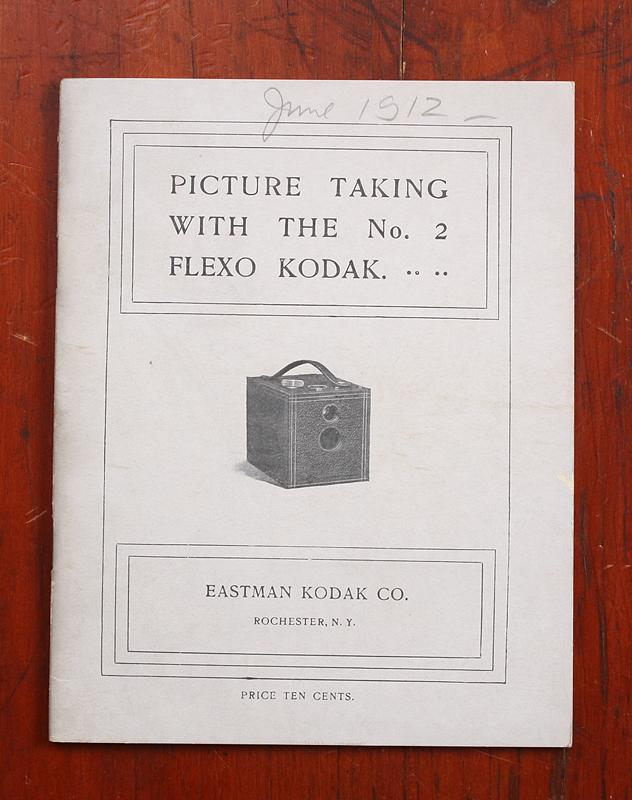 June 1912 –
PICTURE TAKING
WITH THE No. 2
FLEXO KODAK. .. ..
EASTMAN KODAK CO.
ROCHESTER, N. Y.
PRICE TEN CENTS.